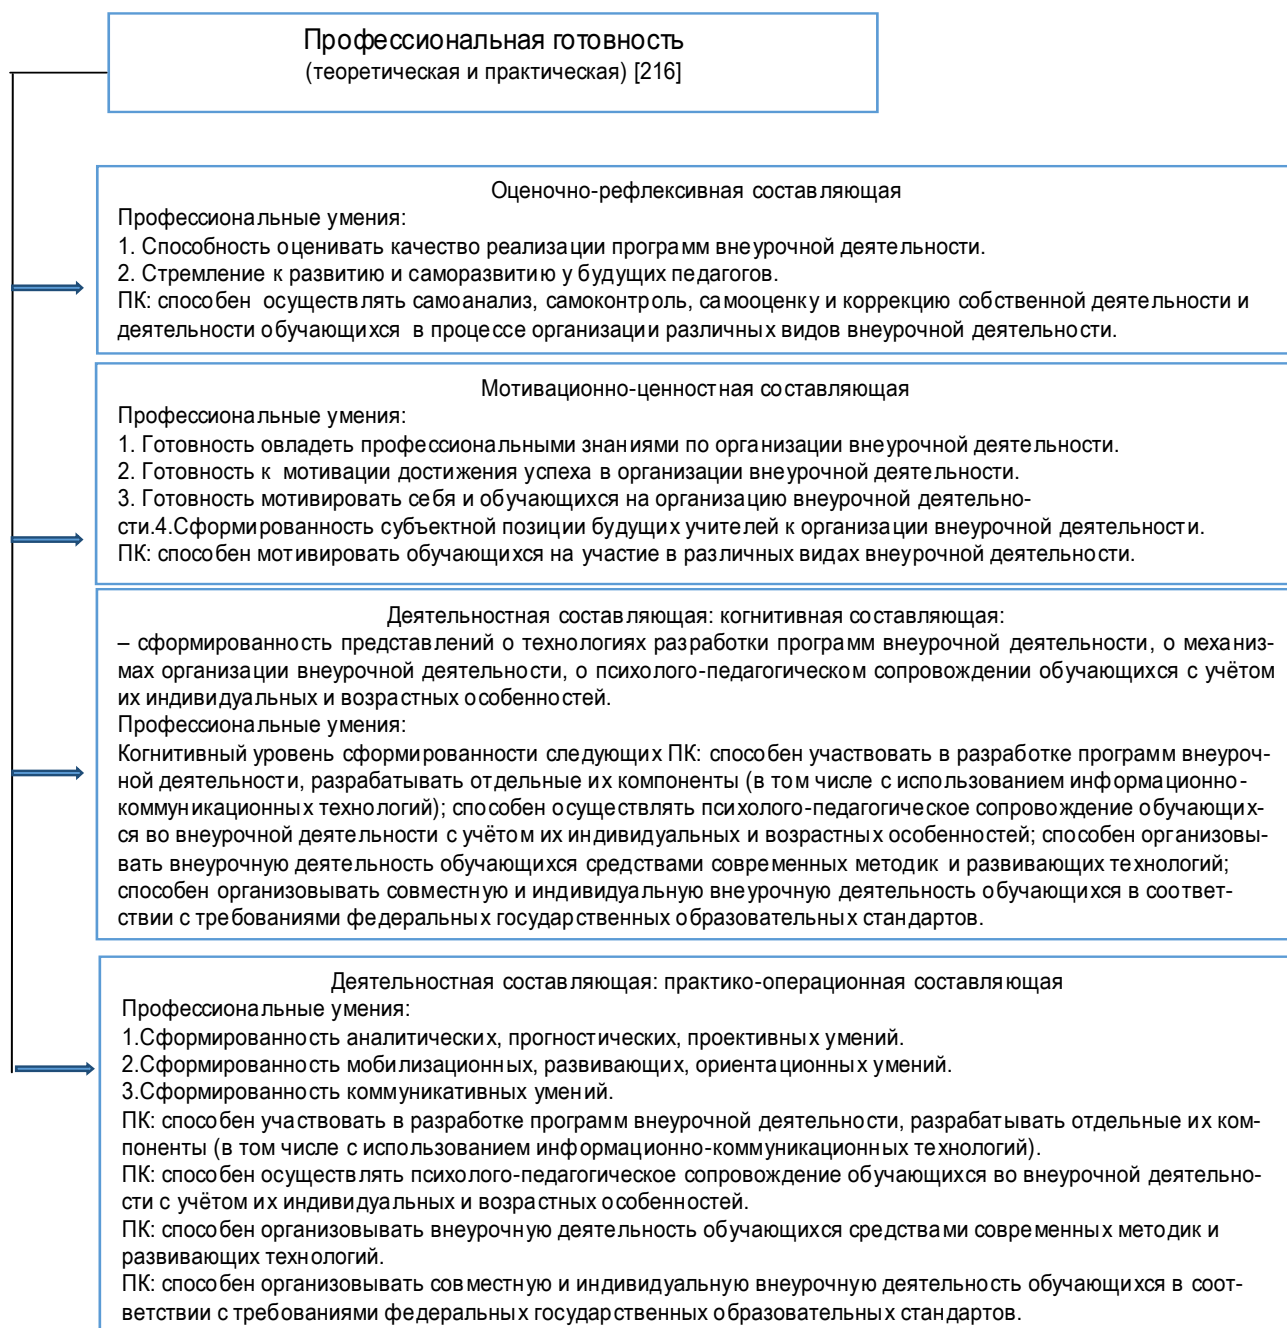 Профессиональная готовность
(теоретическая и практическая) [216]
Оценочно-рефлексивная составляющая
Профессиональные умения:
1. Способность оценивать качество реализации программ внеурочной деятельности.
2. Стремление к развитию и саморазвитию у будущих педагогов.
ПК: способен осуществлять самоанализ, самоконтроль, самооценку и коррекцию собственной деятельности и
деятельности обучающихся в процессе организации различных видов внеурочной деятельности.
Мотивационно-ценностная составляющая
Профессиональные умения:
1. Готовность овладеть профессиональными знаниями по организации внеурочной деятельности.
2. Готовность к мотивации достижения успеха в организации внеурочной деятельности.
3. Готовность мотивировать себя и обучающихся на организацию внеурочной деятельно-
сти.4.Сформированность субъектной позиции будущих учителей к организации внеурочной деятельности.
ПК: способен мотивировать обучающихся на участие в различных видах внеурочной деятельности.
Деятельностная составляющая: когнитивная составляющая:
– сформированность представлений о технологиях разработки программ внеурочной деятельности, о механиз-
мах организации внеурочной деятельности, о психолого-педагогическом сопровождении обучающихся с учётом
их индивидуальных и возрастных особенностей.
Профессиональные умения:
Когнитивный уровень сформированности следующих ПК: способен участвовать в разработке программ внеуроч-
ной деятельности, разрабатывать отдельные их компоненты (в том числе с использованием информационно-
коммуникационных технологий); способен осуществлять психолого-педагогическое сопровождение обучающих-
ся во внеурочной деятельности с учётом их индивидуальных и возрастных особенностей; способен организовы-
вать внеурочную деятельность обучающихся средствами современных методик и развивающих технологий;
способен организовывать совместную и индивидуальную внеурочную деятельность обучающихся в соответ-
ствии с требованиями федеральных государственных образовательных стандартов.
Деятельностная составляющая: практико-операционная составляющая
Профессиональные умения:
1.Сформированность аналитических, прогностических, проективных умений.
2.Сформированность мобилизационных, развивающих, ориентационных умений.
3.Сформированность коммуникативных умений.
ПК: способен участвовать в разработке программ внеурочной деятельности, разрабатывать отдельные их ком-
поненты (в том числе с использованием информационно-коммуникационных технологий).
ПК: способен осуществлять психолого-педагогическое сопровождение обучающихся во внеурочной деятельно-
сти с учётом их индивидуальных и возрастных особенностей.
ПК: способен организовывать внеурочную деятельность обучающихся средствами современных методик и
развивающих технологий.
ПК: способен организовывать совместную и индивидуальную внеурочную деятельность обучающихся в соот-
ветствии с требованиями федеральных государственных образовательных стандартов.